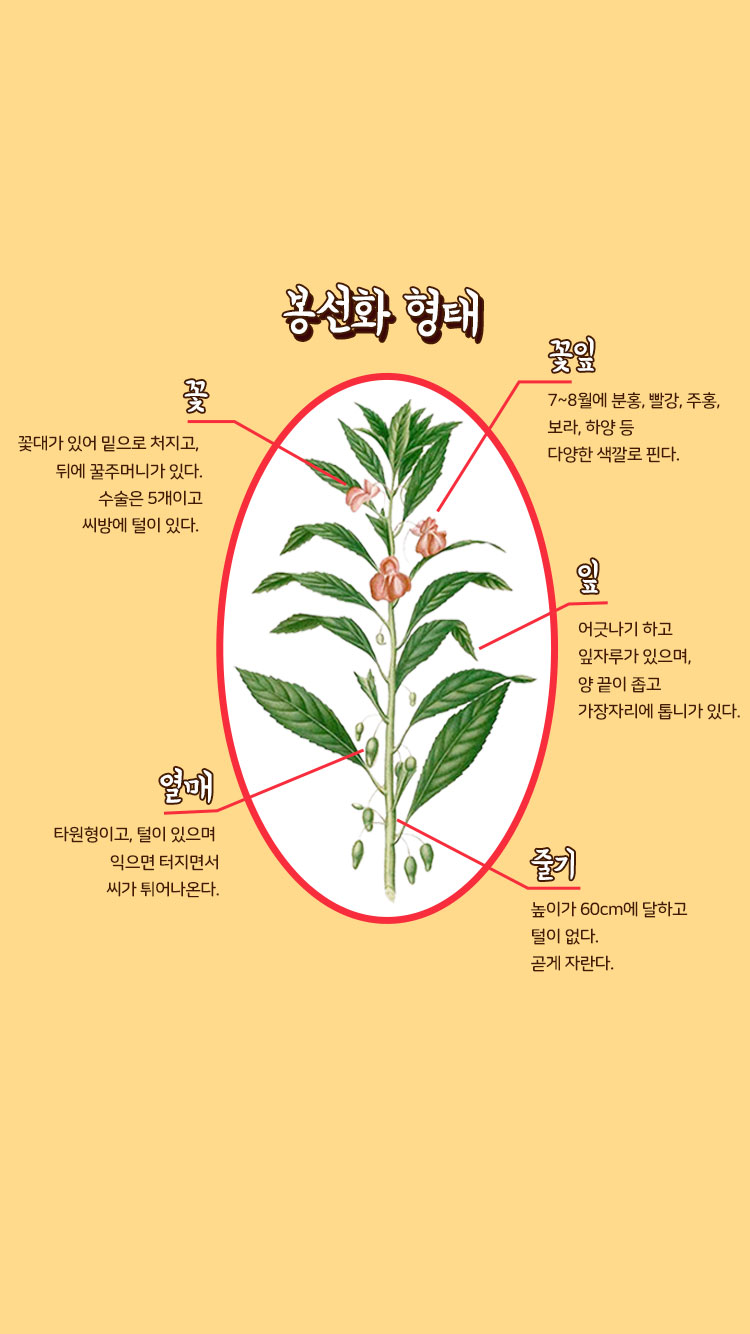 봉선화 형태
꽃
꽃대가 있어 밑으로 처지고,
뒤에 꿀주머니가 있다.
수술은 5개이고
씨방에 털이 있다.
꽃잎
7~8월에 분홍, 빨강, 주홍,
보라, 하양 등
다양한 색깔로 핀다.
잎
어긋나기 하고
잎자루가 있으며,
양 끝이 좁고
가장자리에 톱니가 있다.
열매
타원형이고, 털이 있으며
익으면 터지면서
씨가 튀어나온다.
줄기
높이가 60cm에 달하고
털이 없다.
곧게 자란다.